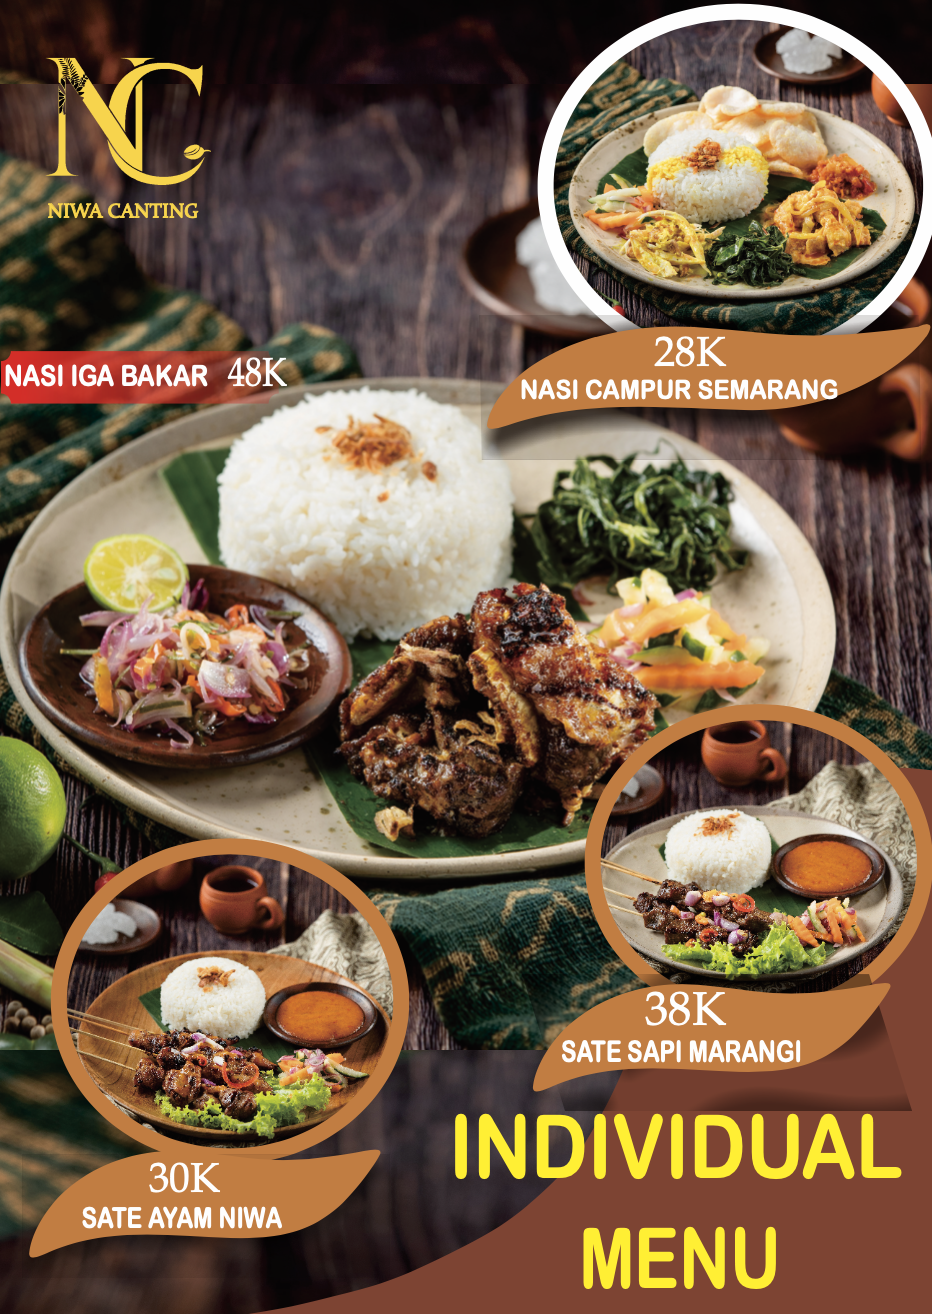 NC
NIWA CANTING
28K
NASI CAMPUR SEMARANG
NASI IGA BAKAR 48K
38K
SATE SAPI MARANGI
30K
SATE AYAM NIWA
INDIVIDUAL
MENU